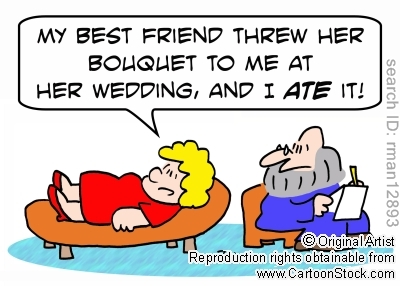 MY BEST FRIEND THREW HER
BOUQUET TO ME AT
HER WEDDING, AND I ATE IT!
search ID: rman12893
© Original Artist
Reproduction rights obtainable from
www.CartoonStock.com